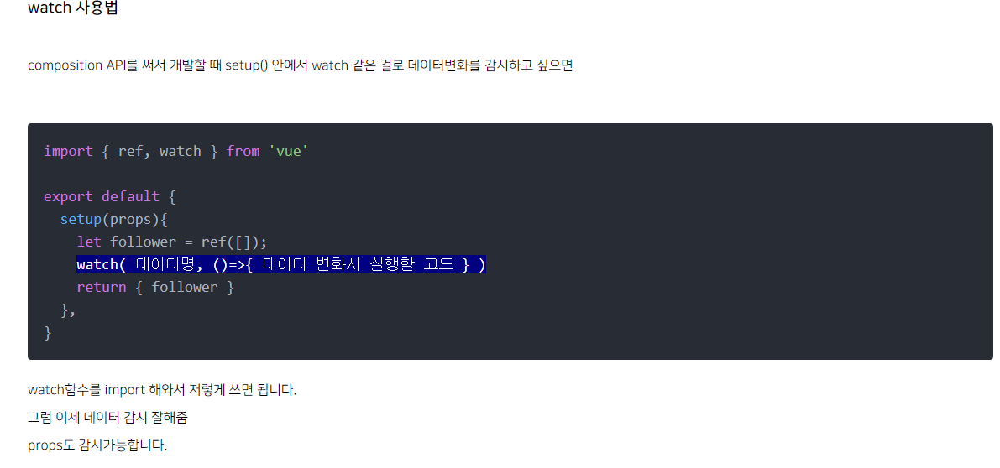 watch 사용법
composition API를 써서 개발할 때 setup() 안에서 watch 같은 걸로 데이터변화를 감시하고 싶으면
import { ref, watch } from 'vue'
export default {
setup(props){
let follower = ref([]);
watch( 데이터명, ()=>{ 데이터 변화시 실행할 코드 } )
return { follower }
},
}
watch함수를 import 해와서 저렇게 쓰면 됩니다.
그럼 이제 데이터 감시 잘해줌
props도 감시가능합니다.